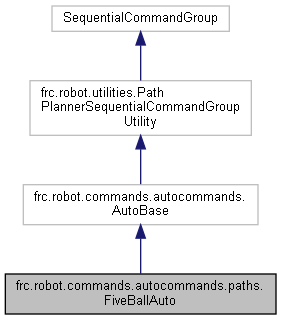 SequentialCommandGroup
frc.robot.utilities.Path
PlannerSequentialCommandGroup
Utility
frc.robot.commands.autocommands.
AutoBase
frc.robot.commands.autocommands.paths.
FiveBallAuto